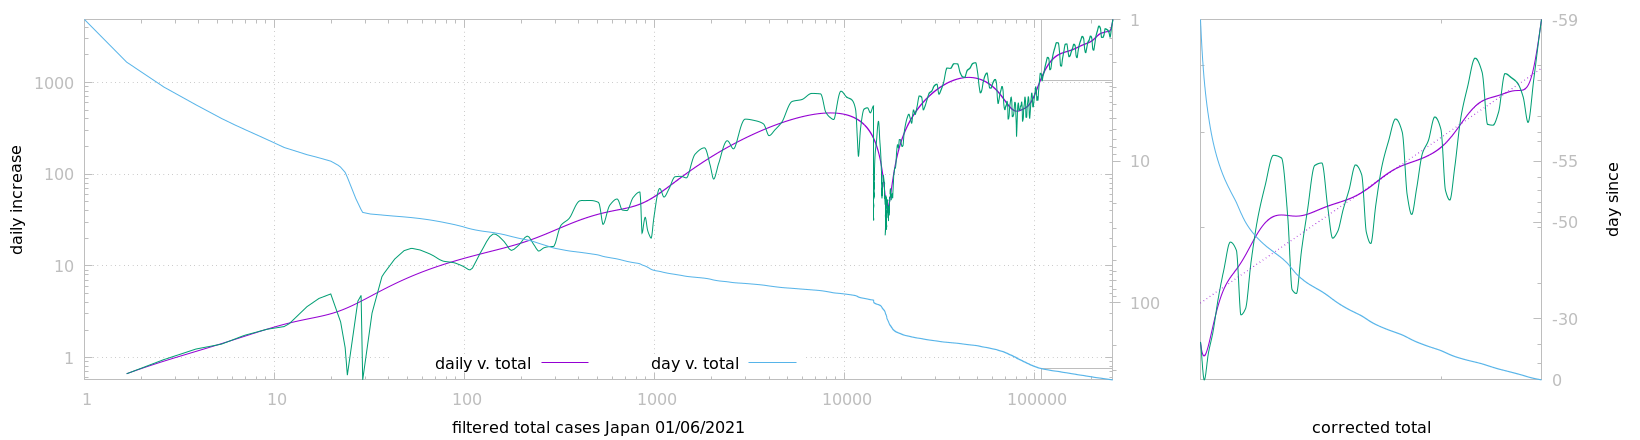 daily increase
1000
100
10
1
daily v. total
day v. total
1 10 100 1000 10000 100000
filtered total cases Japan 01/06/2021
1
10
100
-59
-55
-50
-30
0
day since
corrected total